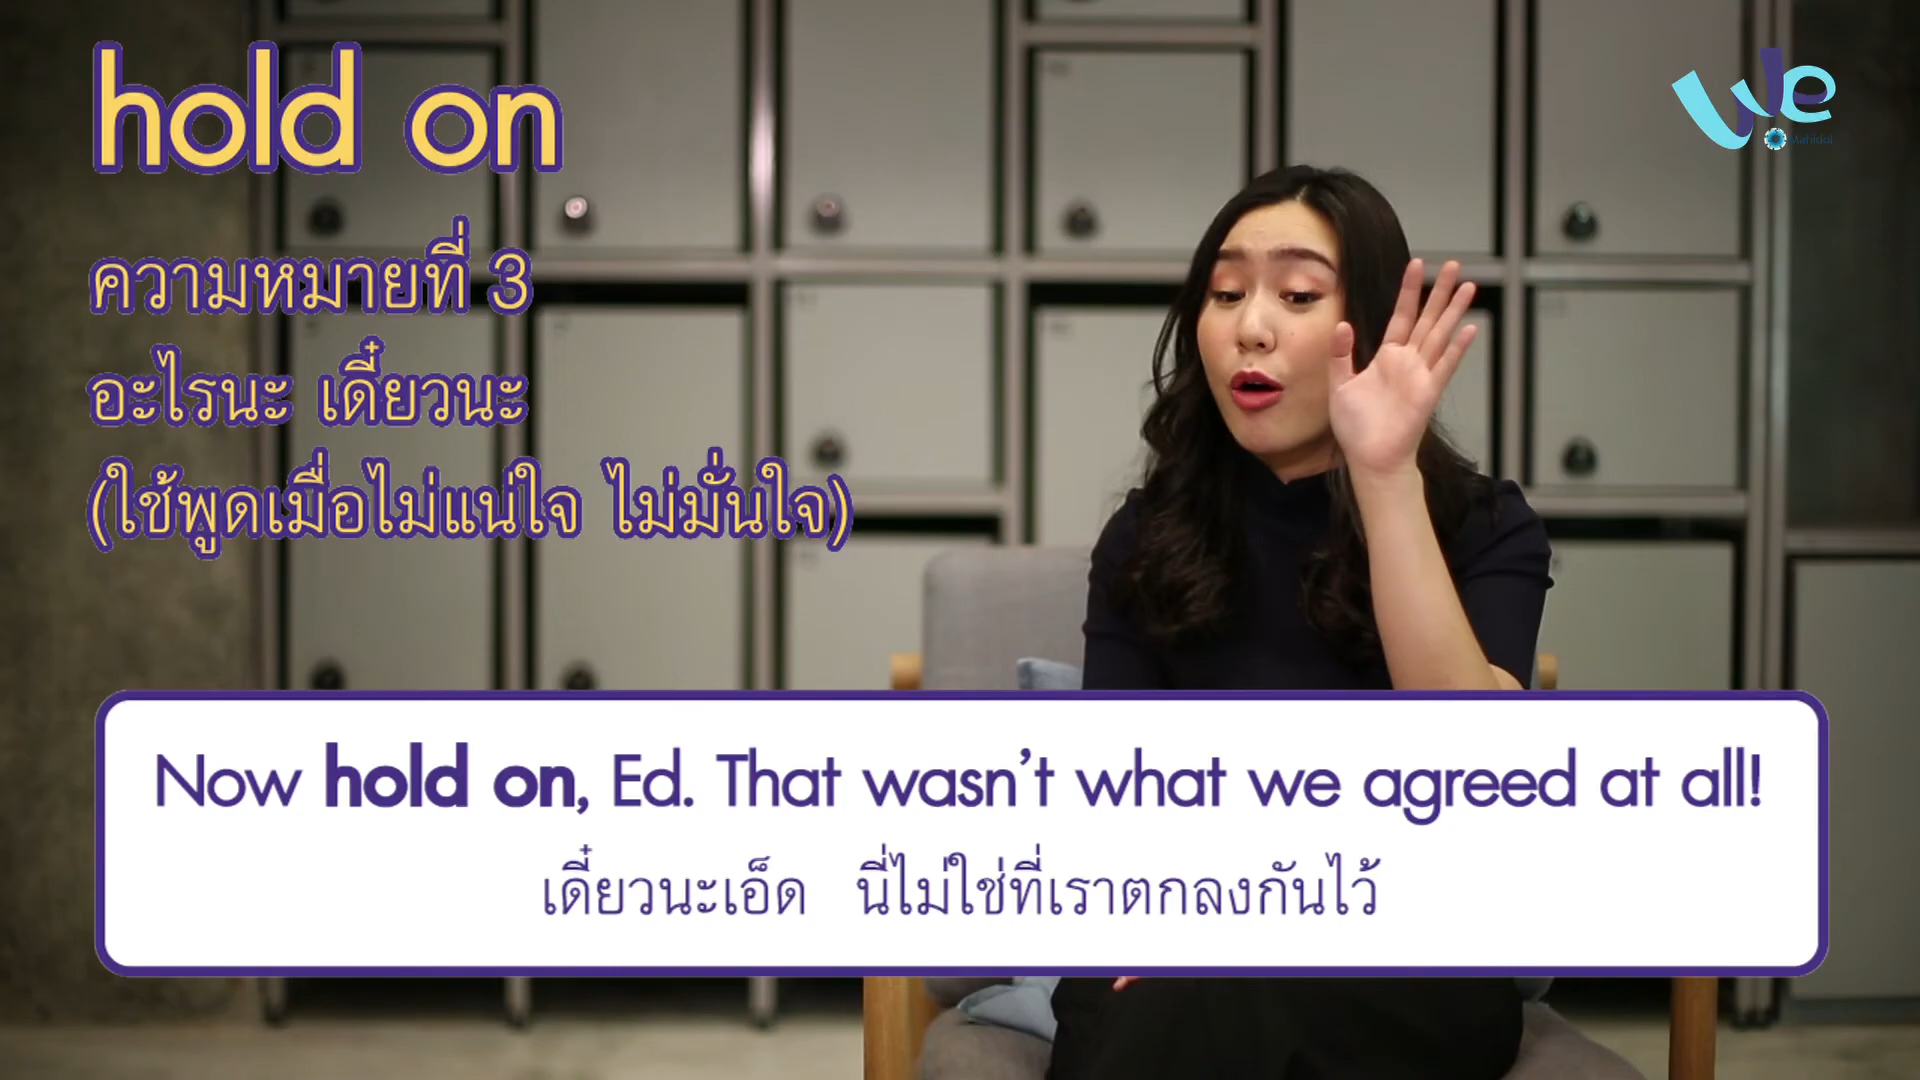 hold on
We
Mahidol
ความหมายที่ 3
อะไรนะ เดี๋ยวนะ
(ใช้พูดเมื่อไม่แน่ใจ ไม่มั่นใจ)
Now hold on, Ed. That wasn't what we agreed at all!
เดี๋ยวนะเอ็ด นี่ไม่ใช่ที่เราตกลงกันไว้